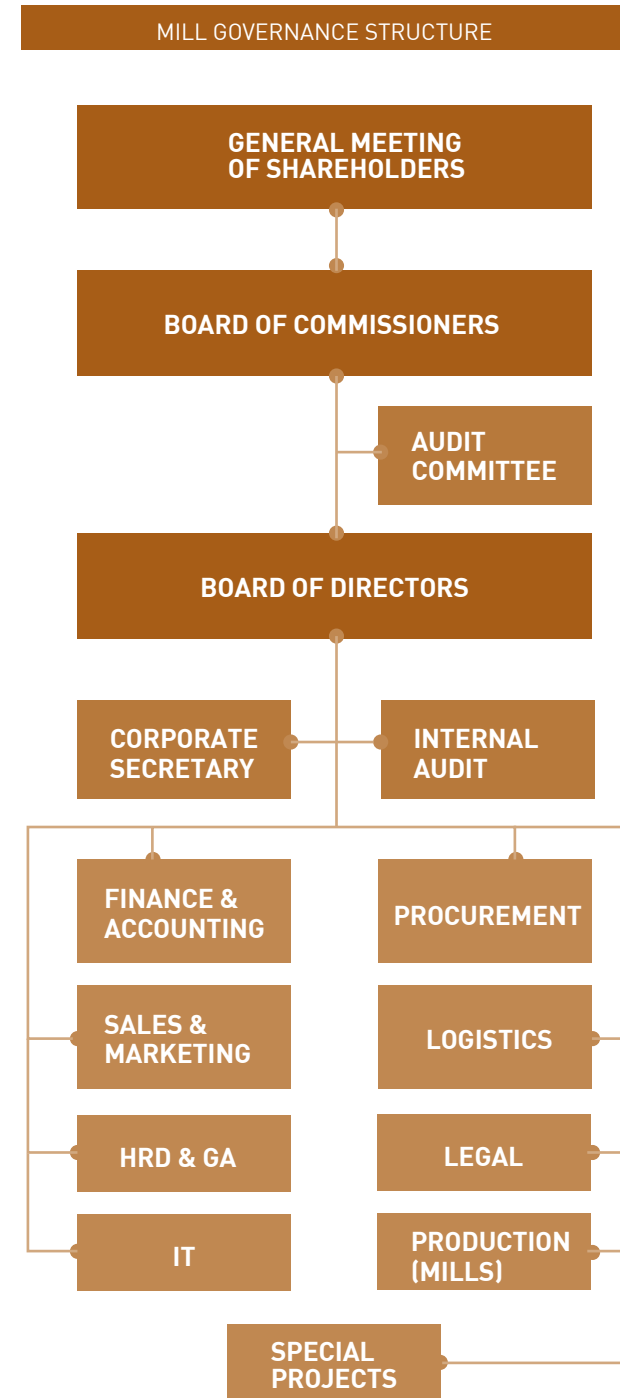 MILL GOVERNANCE STRUCTURE
GENERAL MEETING
OF SHAREHOLDERS
BOARD OF COMMISSIONERS
AUDIT
COMMITTEE
BOARD OF DIRECTORS
CORPORATE
SECRETARY
INTERNAL
AUDIT
FINANCE &
ACCOUNTING
PROCUREMENT
SALES &
MARKETING
LOGISTICS
HRD & GA
LEGAL
IT
PRODUCTION
(MILLS)
SPECIAL
PROJECTS